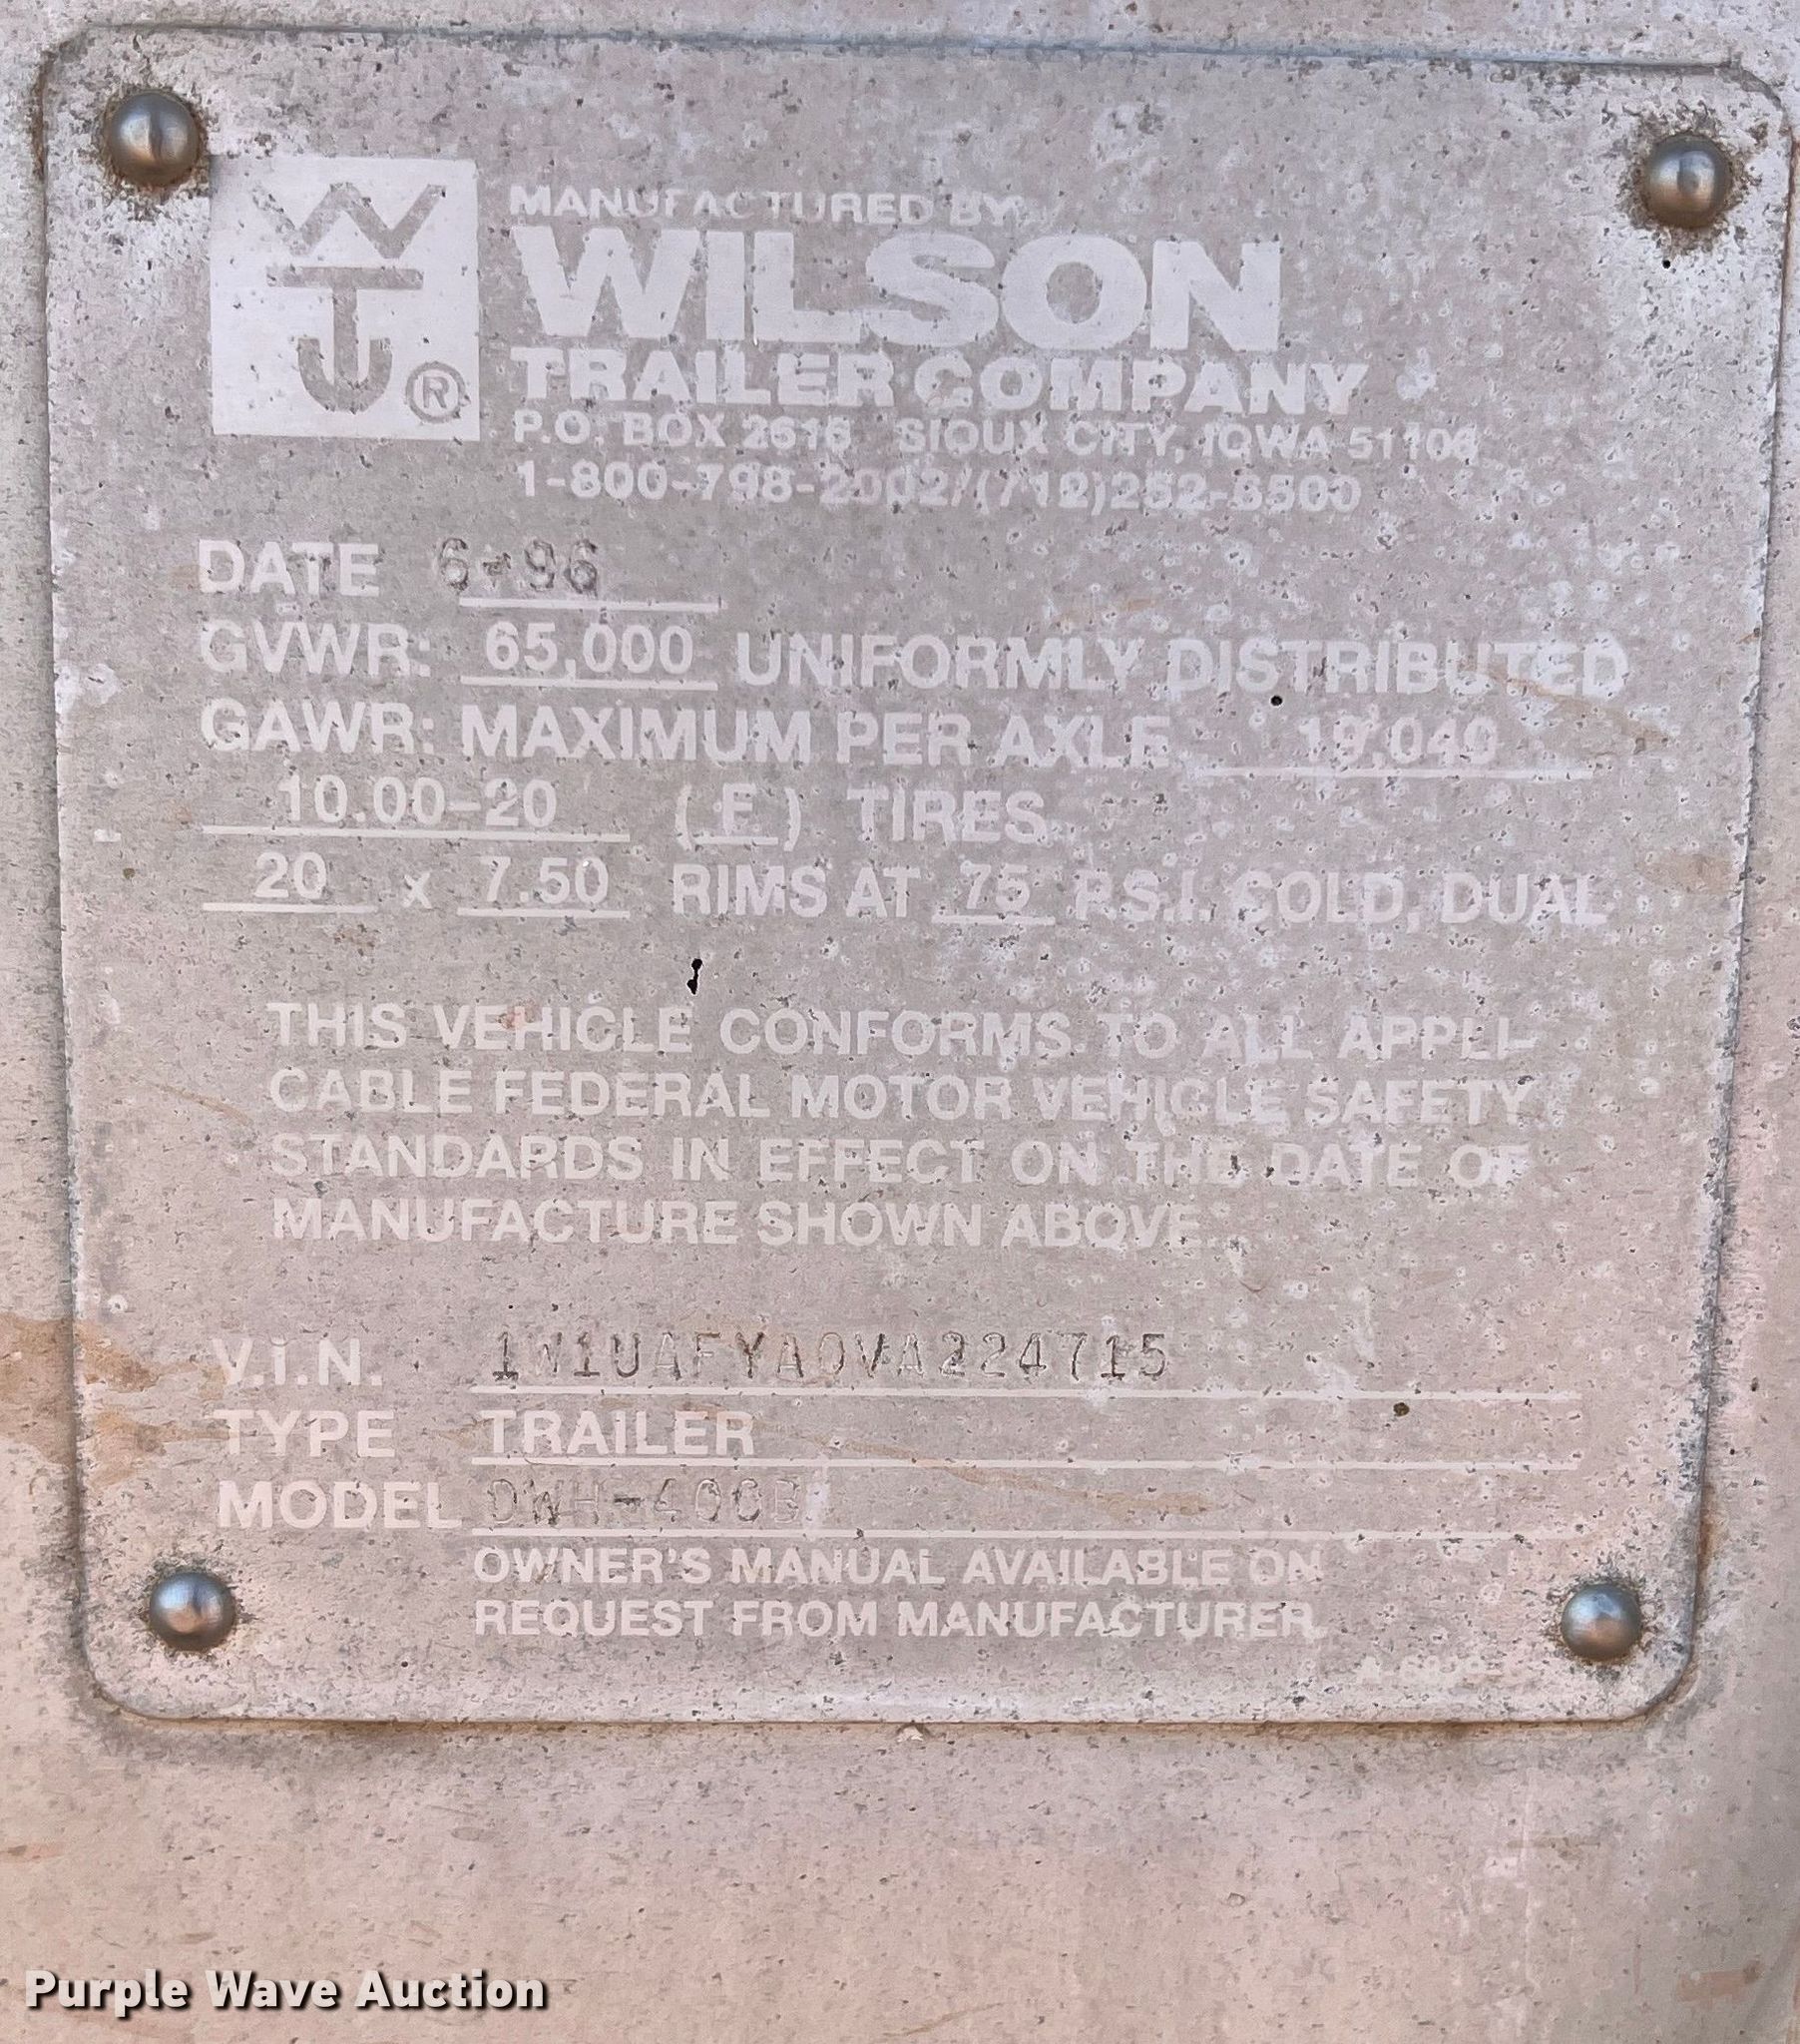 WTC ®
MANUFACTURED BY
WILSON
TRAILER COMPANY
P.O. BOX SIOUX CITY, IOWA 51106
1-800-798-2002/(712)252-6500
DATE 6-96
GVWR: 65,000 UNIFORMLY DISTRIBUTED
GAWR: MAXIMUM PER AXLE 19,040
10.00-20 (F) TIRES
20 x 7.50 RIMS AT 75 P.S.I. COLD, DUAL
THIS VEHICLE CONFORMS TO ALL APPLI-
CABLE FEDERAL MOTOR VEHICLE SAFETY
STANDARDS IN EFFECT ON THE DATE OF
MANUFACTURE SHOWN ABOVE.
V.I.N. 1W1UAFYA0VA224715
TYPE TRAILER
MODEL DWH-400B
OWNER'S MANUAL AVAILABLE ON
REQUEST FROM MANUFACTURER
Purple Wave Auction